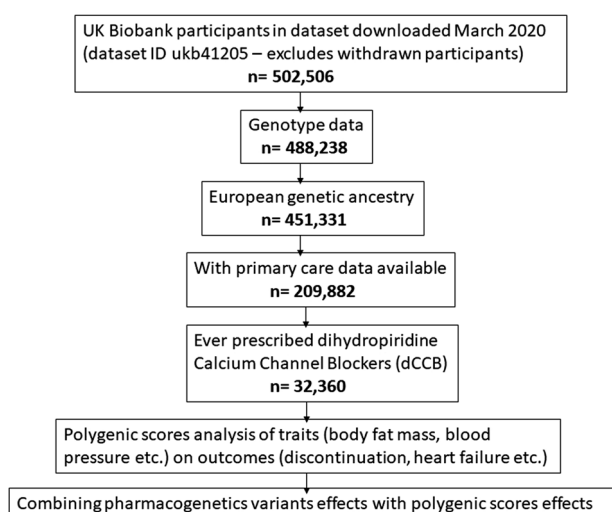 UK Biobank participants in dataset downloaded March 2020
(dataset ID ukb41205 – excludes withdrawn participants)
n= 502,506
Genotype data
n= 488,238
European genetic ancestry
n= 451,331
With primary care data available
n= 209,882
Ever prescribed dihydropiridine
Calcium Channel Blockers (dCCB)
n= 32,360
Polygenic scores analysis of traits (body fat mass, blood
pressure etc.) on outcomes (discontinuation, heart failure etc.)
Combining pharmacogenetics variants effects with polygenic scores effects